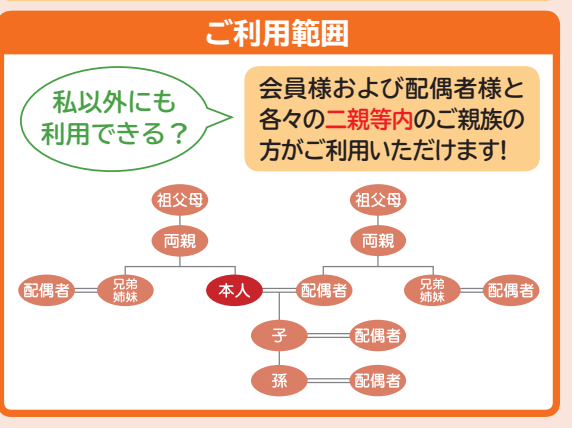 ご利用範囲
私以外にも
利用できる？
会員様および配偶者様と
各々の二親等内のご親族の
方がご利用いただけます!
祖父母
祖父母
両親
両親
配偶者
兄弟
姉妹
本人
配偶者
兄弟
姉妹
配偶者
子
配偶者
孫
配偶者